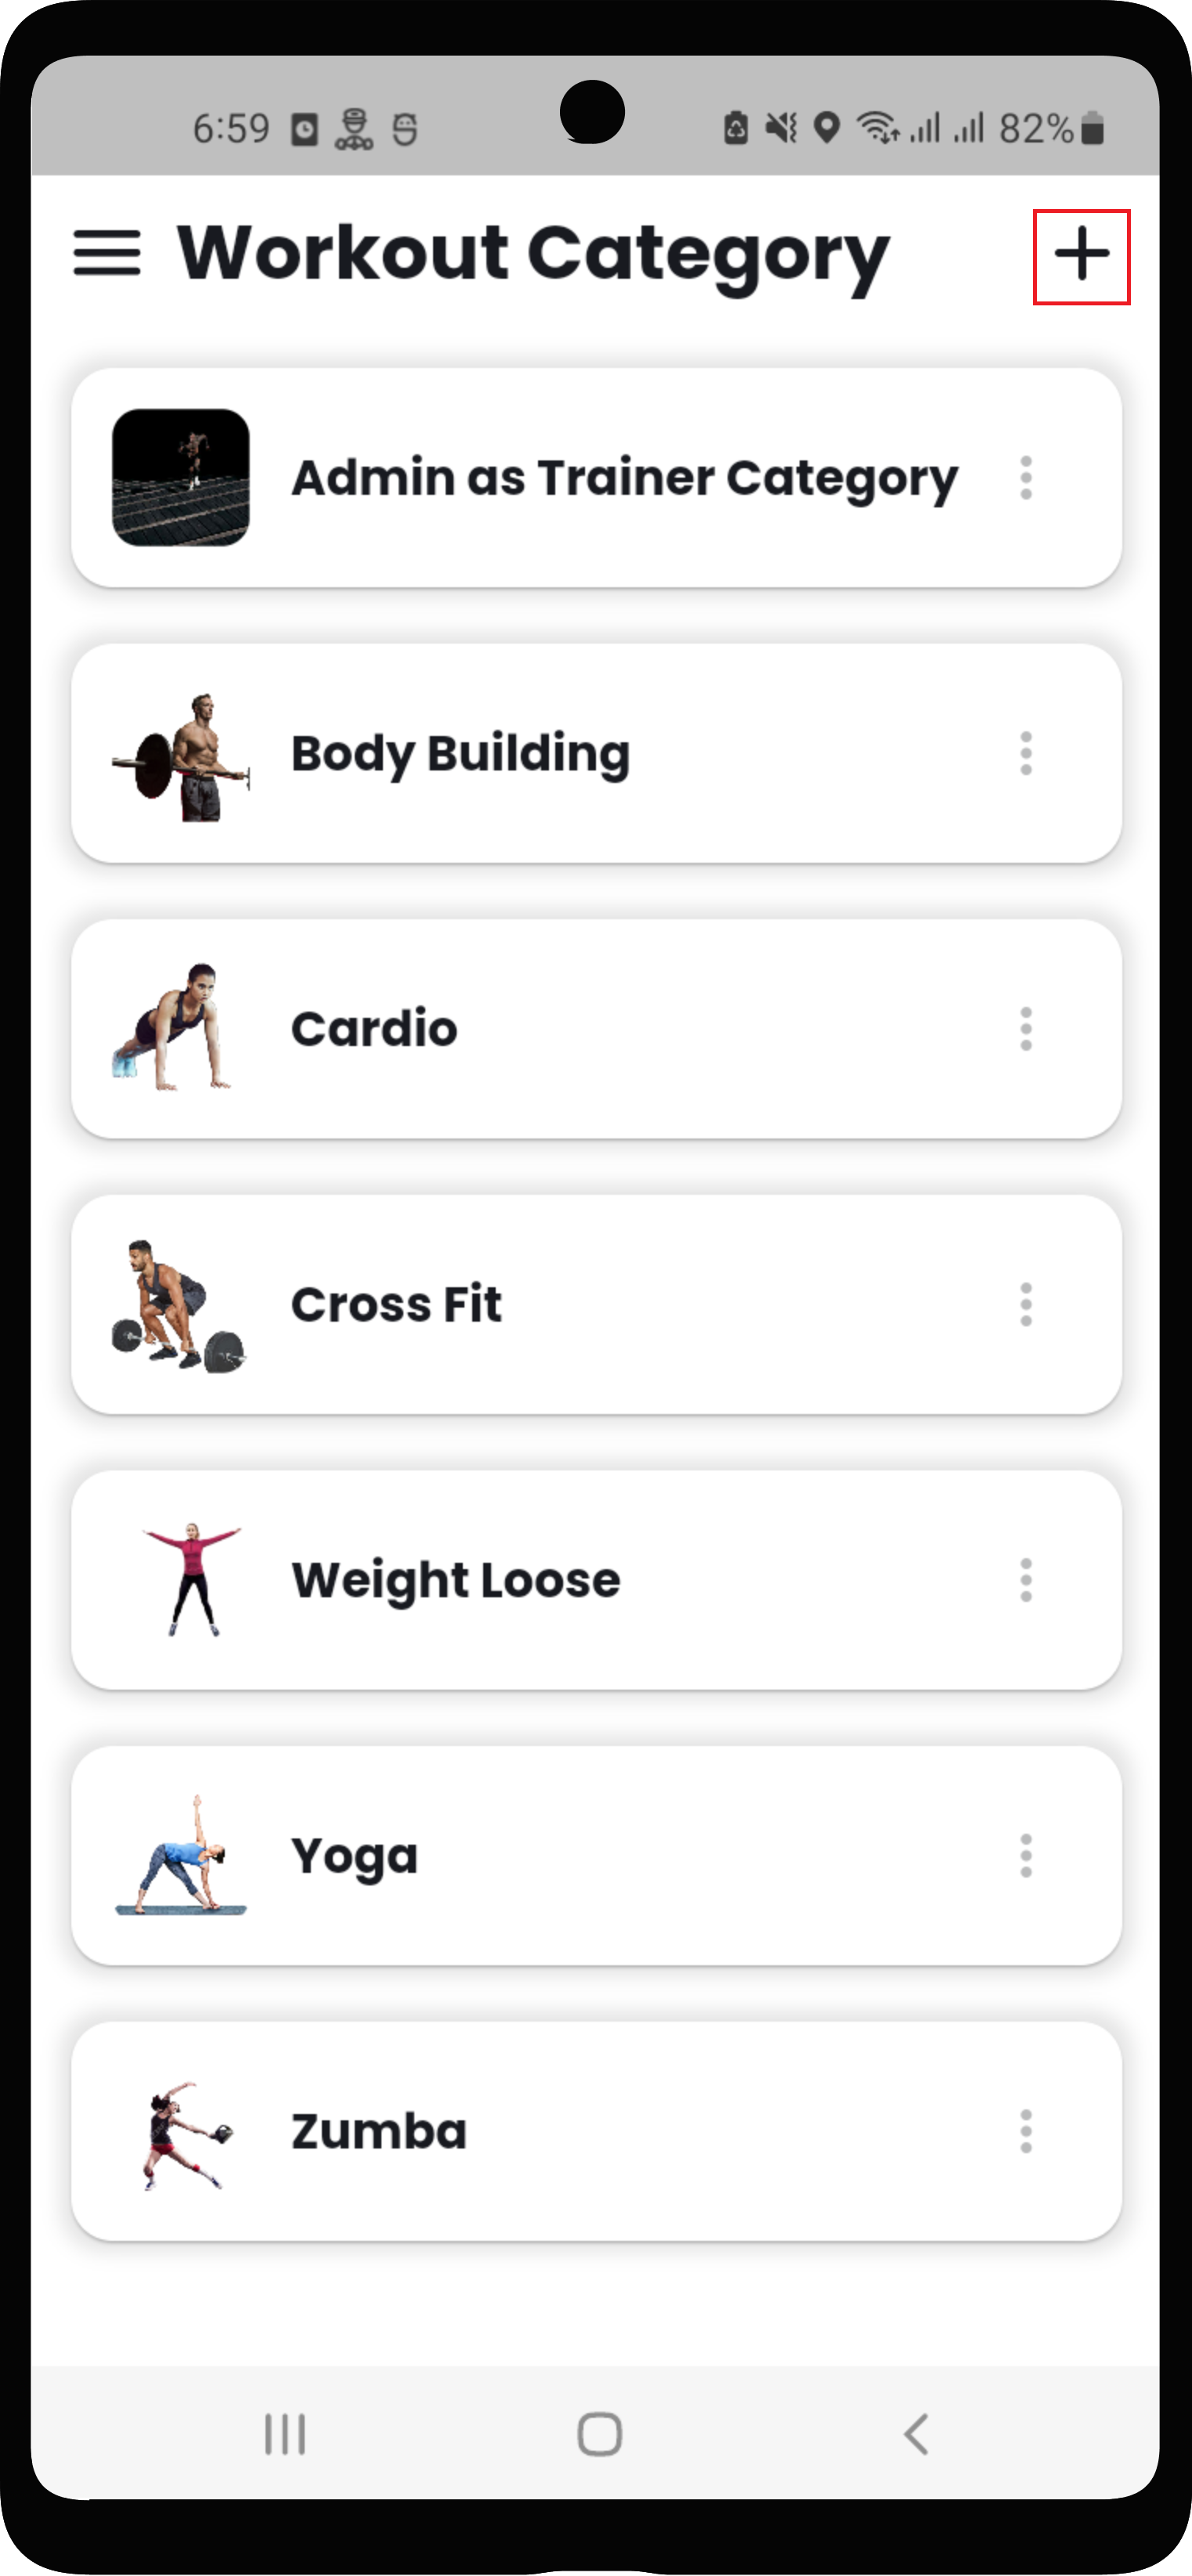 6:59 82%
Workout Category
Admin as Trainer Category
Body Building
Cardio
Cross Fit
Weight Loose
Yoga
Zumba